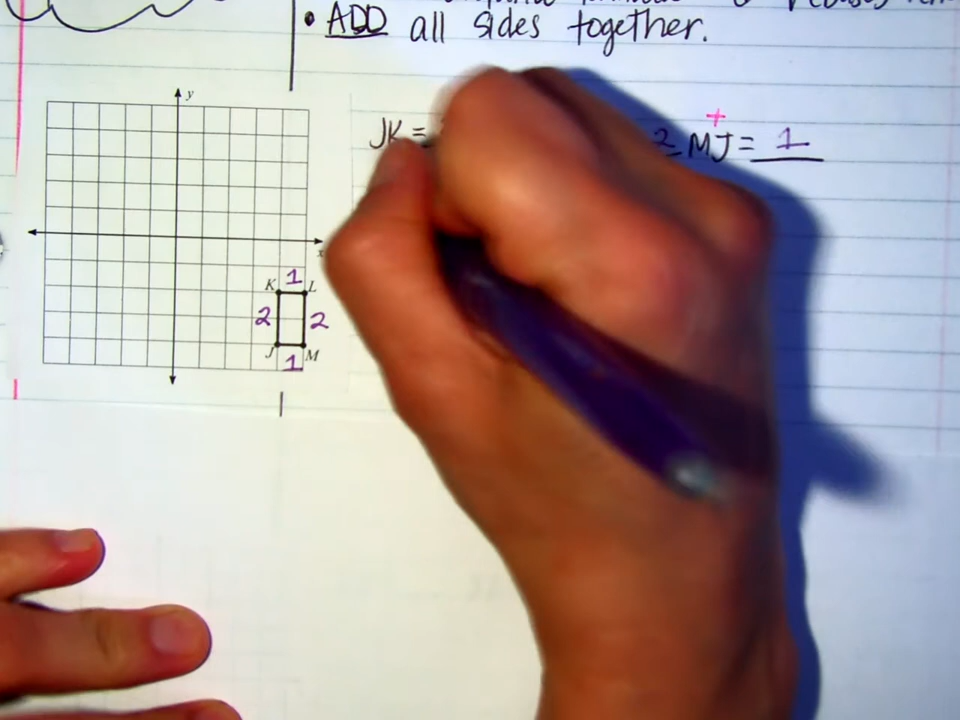 • ADD all sides together.
y
JK= 2 MJ= 1
+
x
K 1 L
2 2
J 1 M